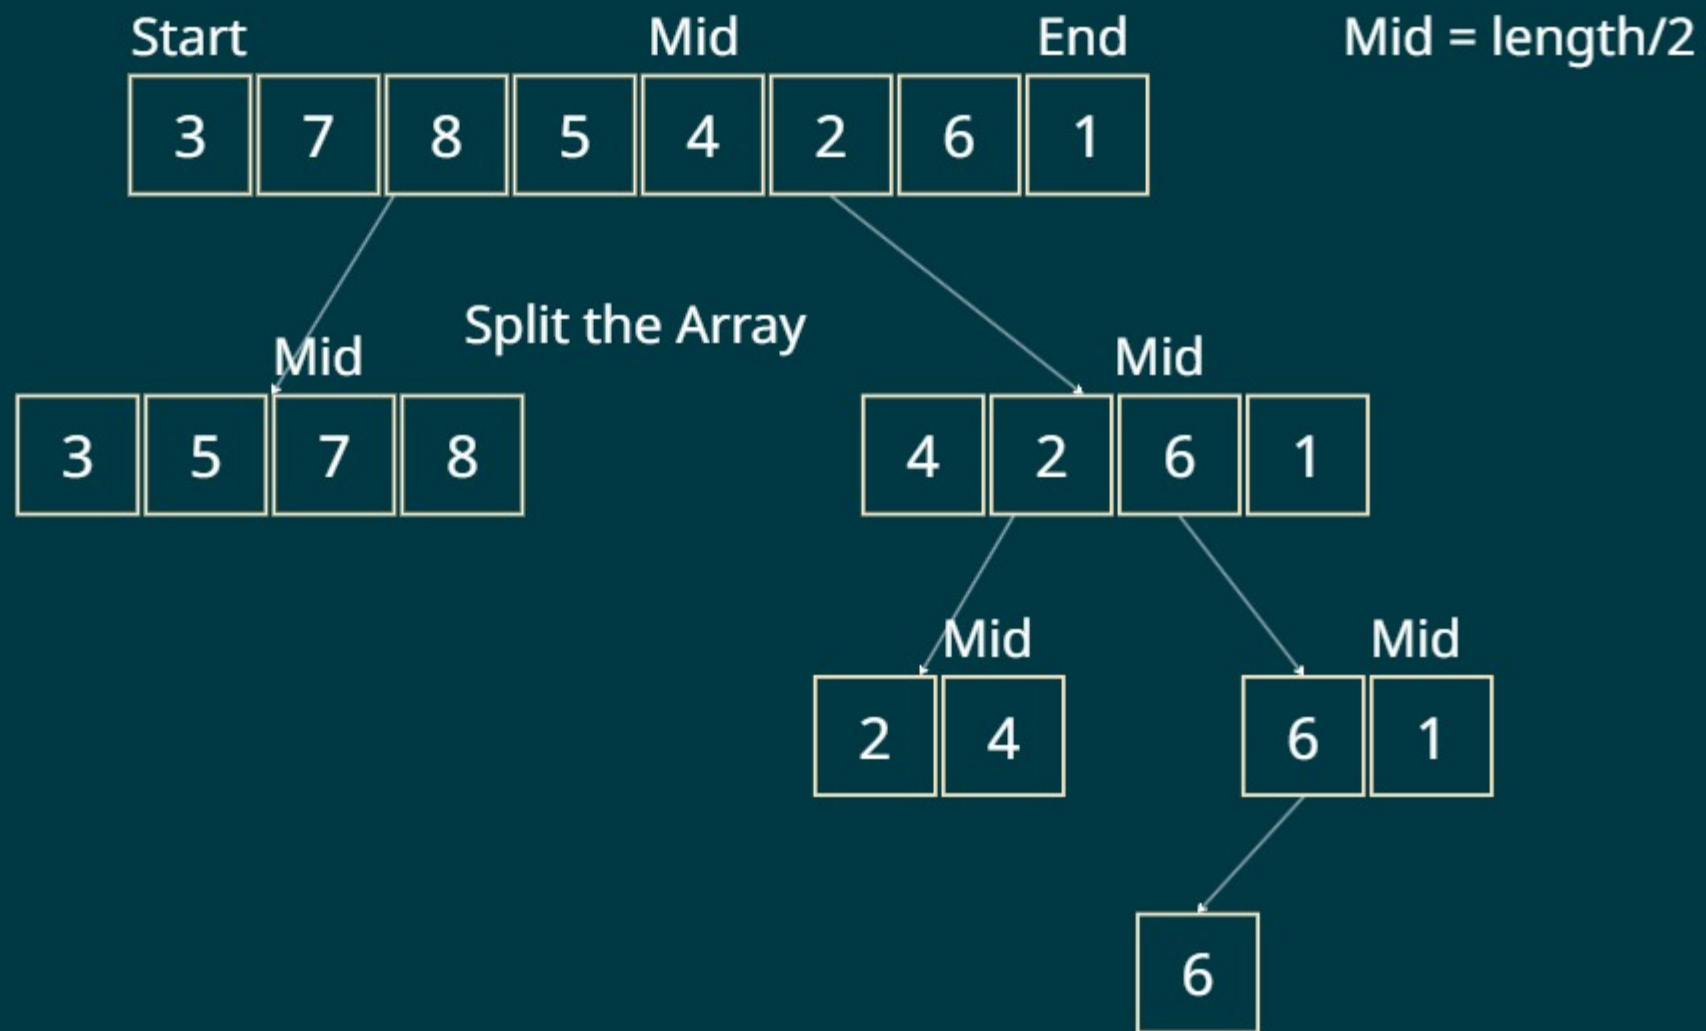 Start Mid End Mid = length/2
3 7 8 5 4 2 6 1
Split the Array
Mid Mid
3 5 7 8 4 2 6 1
Mid Mid
2 4 6 1
6